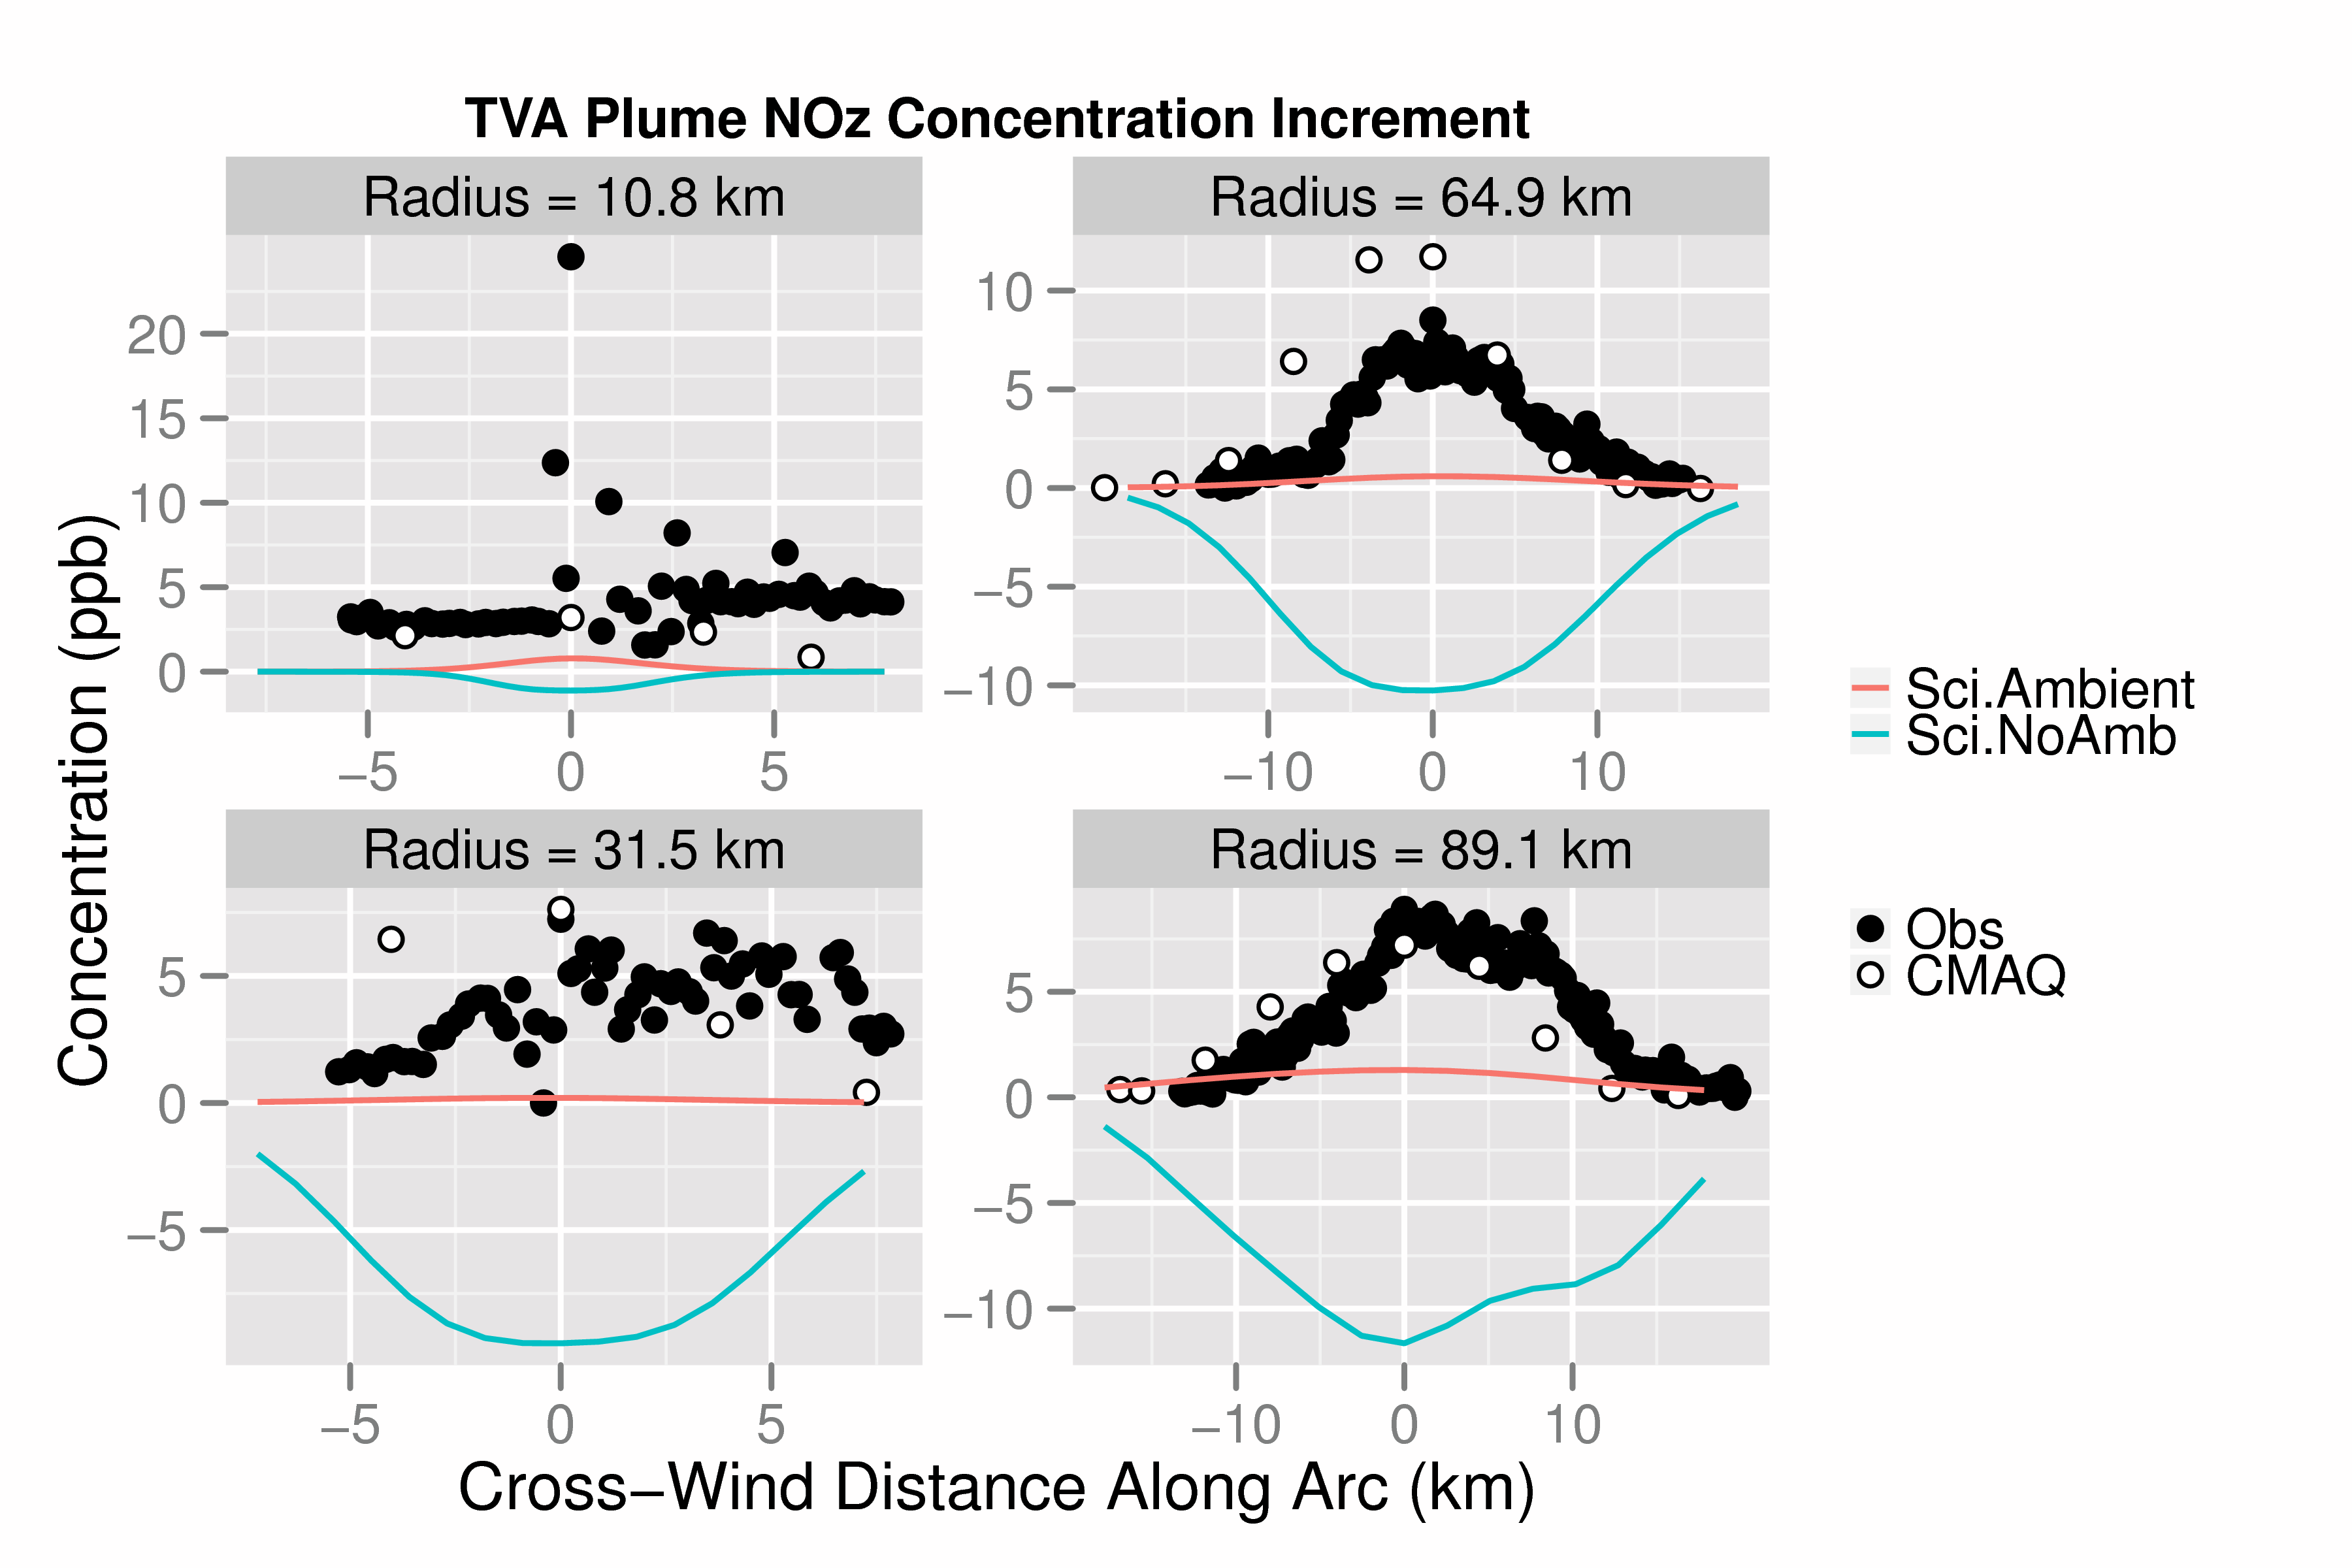 TVA Plume NOz Concentration Increment
Radius = 10.8 km
Radius = 64.9 km
20
15
10
5
0
−5
0
5
10
5
0
−5
−10
−10
0
10
Radius = 31.5 km
Radius = 89.1 km
5
0
−5
−5
0
5
5
0
−5
−10
−10
0
10
Concentration (ppb)
Cross−Wind Distance Along Arc (km)
Sci.Ambient
Sci.NoAmb
Obs
CMAQ